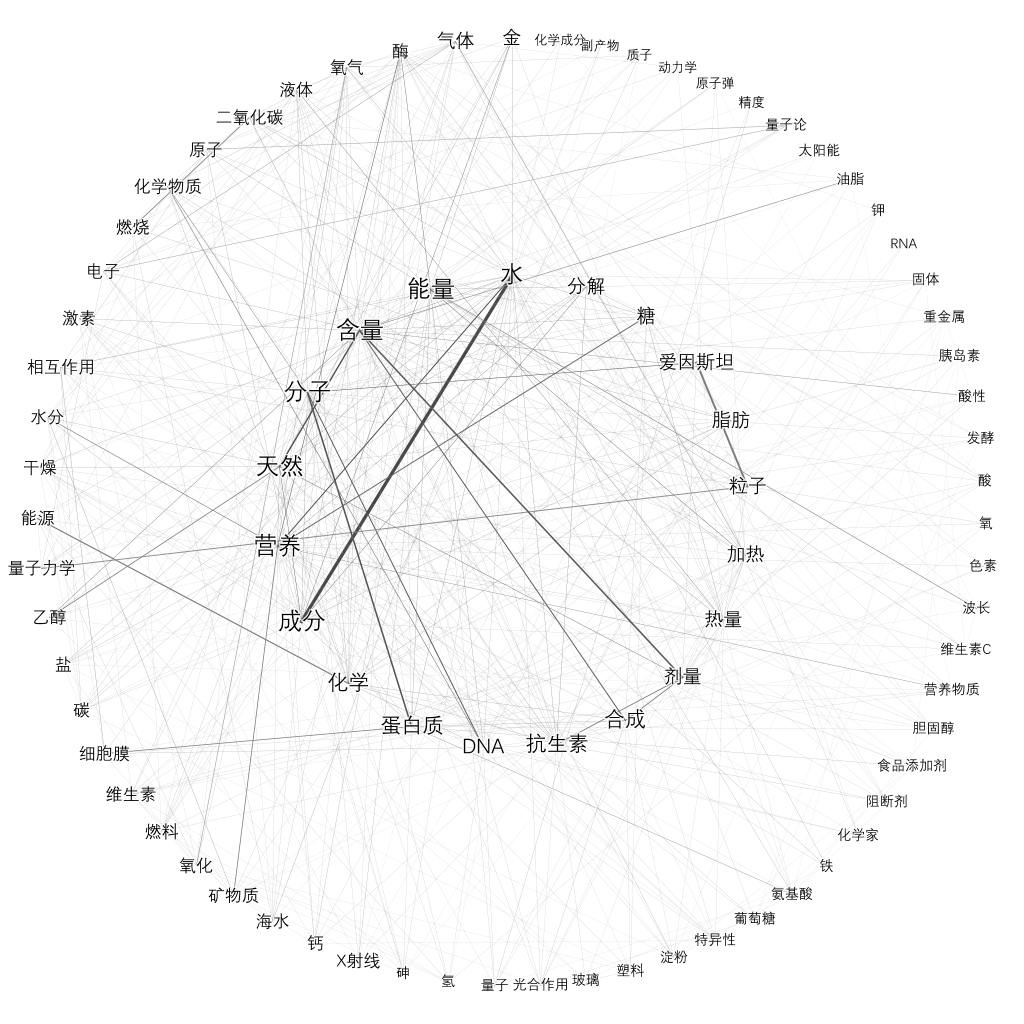 金
化学成分
副产物
质子
动力学
原子弹
精度
量子论
太阳能
油脂
钾
RNA
固体
重金属
胰岛素
酸性
发酵
酸
氧
色素
波长
维生素C
营养物质
胆固醇
食品添加剂
阻断剂
化学家
铁
氨基酸
葡萄糖
特异性
淀粉
塑料
玻璃
光合作用
量子
氢
砷
X射线
钙
海水
矿物质
氧化
燃料
维生素
细胞膜
碳
盐
乙醇
量子力学
能源
干燥
水分
相互作用
激素
电子
燃烧
化学物质
原子
二氧化碳
液体
氧气
酶
气体
水
分解
糖
爱因斯坦
脂肪
粒子
加热
热量
剂量
合成
抗生素
DNA
蛋白质
化学
成分
营养
天然
分子
含量
能量